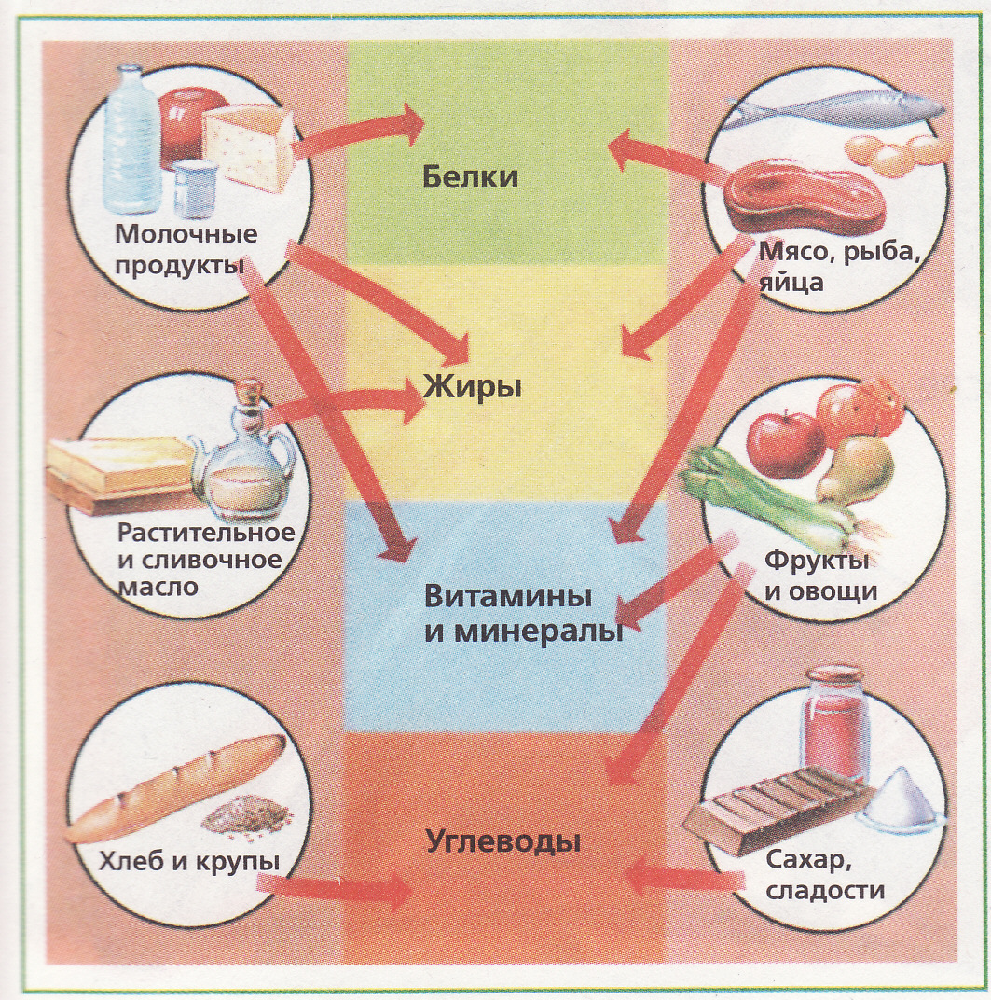 Белки
Молочные
продукты
Мясо, рыба,
яйца
Жиры
Растительное
и сливочное
масло
Фрукты
и овощи
Витамины
и минералы
Хлеб и крупы
Углеводы
Сахар,
сладости